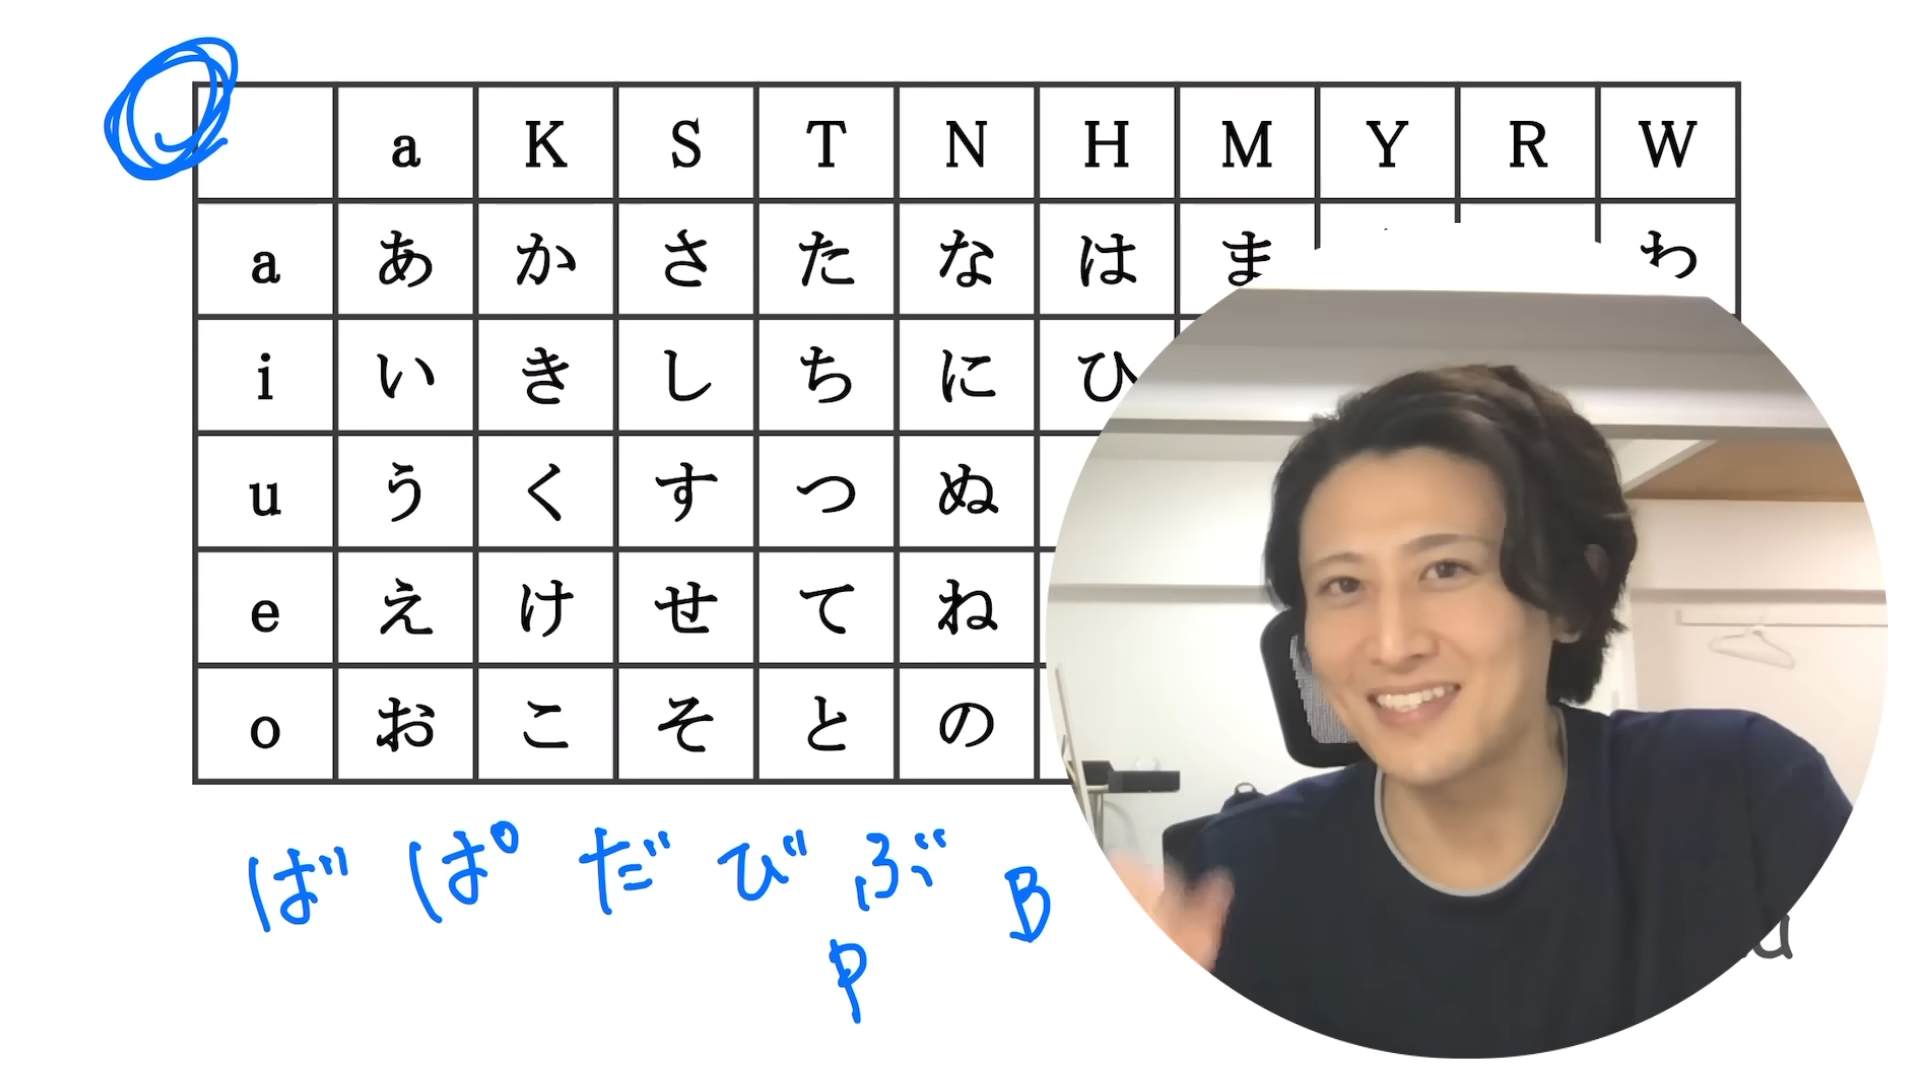 a K S T N H M Y R W
a あ か さ た な は ま わ
i い き し ち に ひ
u う く す つ ぬ
e え け せ て ね
o お こ そ と の
ば ぱ だ び ぶ B
P